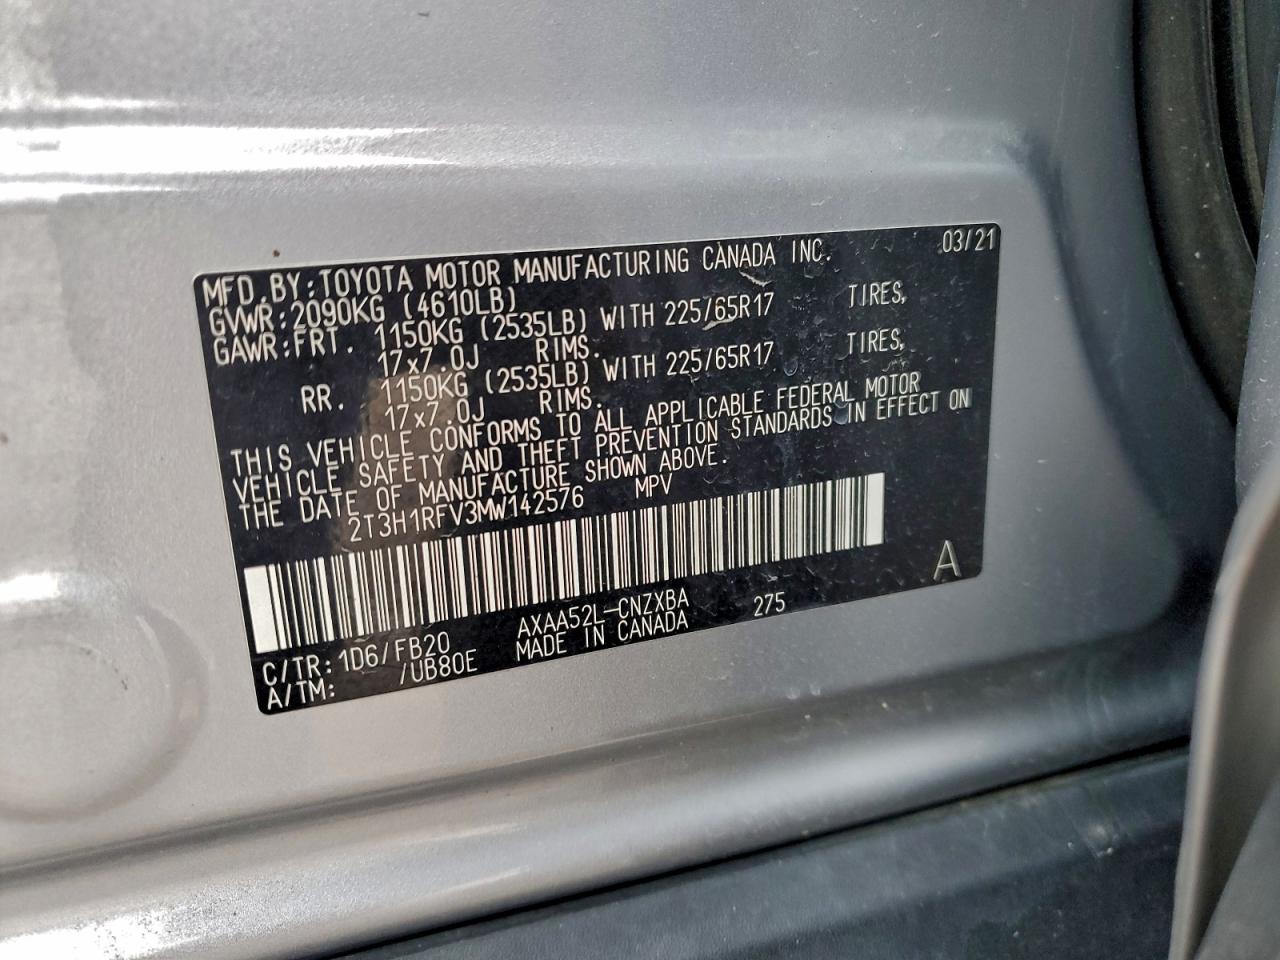 MFD.BY:TOYOTA MOTOR MANUFACTURING CANADA INC. 03/21
GVWR:2090KG (4610LB)
GAWR:FRT. 1150KG (2535LB) WITH 225/65R17 TIRES,
17x7.0J RIMS.
RR. 1150KG (2535LB) WITH 225/65R17 TIRES,
17x7.0J RIMS.
THIS VEHICLE CONFORMS TO ALL APPLICABLE FEDERAL MOTOR
VEHICLE SAFETY AND THEFT PREVENTION STANDARDS IN EFFECT ON
THE DATE OF MANUFACTURE SHOWN ABOVE.
2T3H1RFV3MW142576 MPV
A
C/TR:1D6/FB20 AXAA52L-CNZXBA 275
A/TM: /UB80E MADE IN CANADA